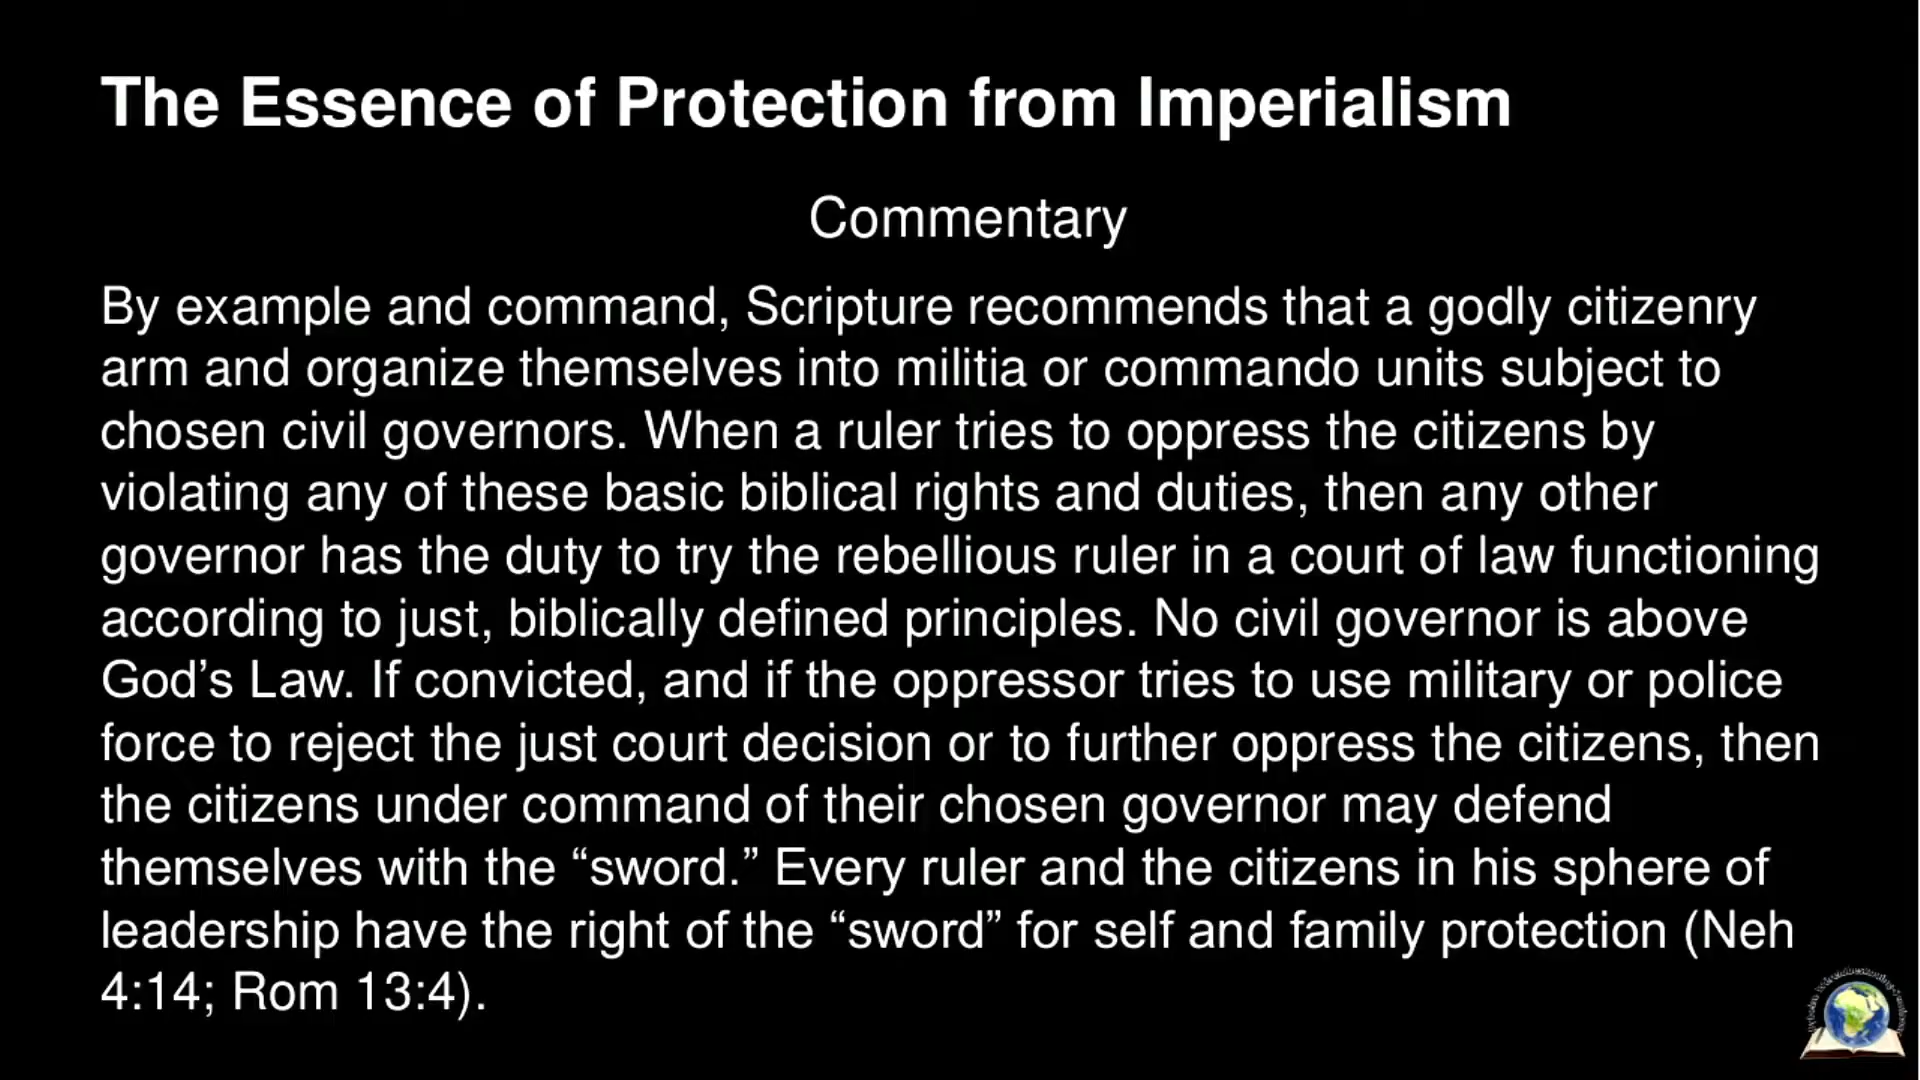 The Essence of Protection from Imperialism
Commentary
By example and command, Scripture recommends that a godly citizenry
arm and organize themselves into militia or commando units subject to
chosen civil governors. When a ruler tries to oppress the citizens by
violating any of these basic biblical rights and duties, then any other
governor has the duty to try the rebellious ruler in a court of law functioning
according to just, biblically defined principles. No civil governor is above
God’s Law. If convicted, and if the oppressor tries to use military or police
force to reject the just court decision or to further oppress the citizens, then
the citizens under command of their chosen governor may defend
themselves with the “sword.” Every ruler and the citizens in his sphere of
leadership have the right of the “sword” for self and family protection (Neh
4:14; Rom 13:4).